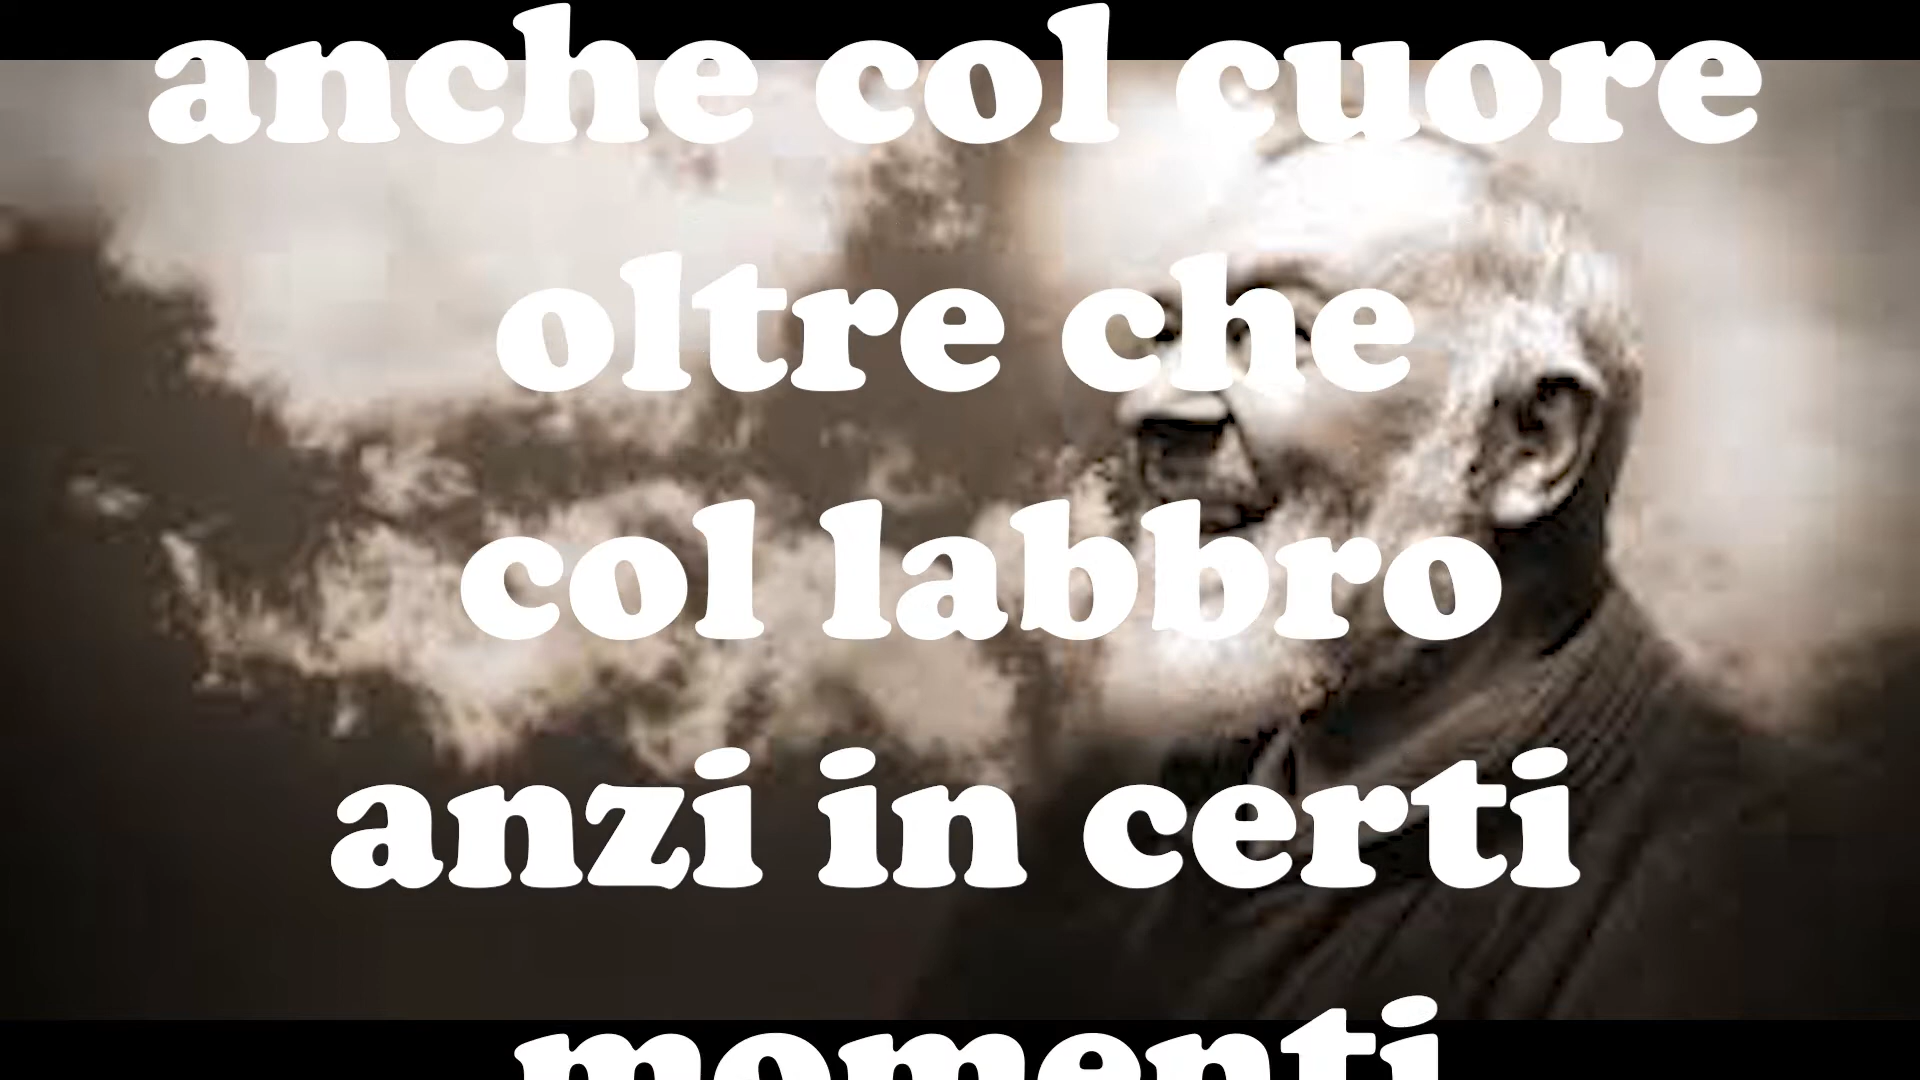 anche col cuore
oltre che
col labbro
anzi in certi
momenti